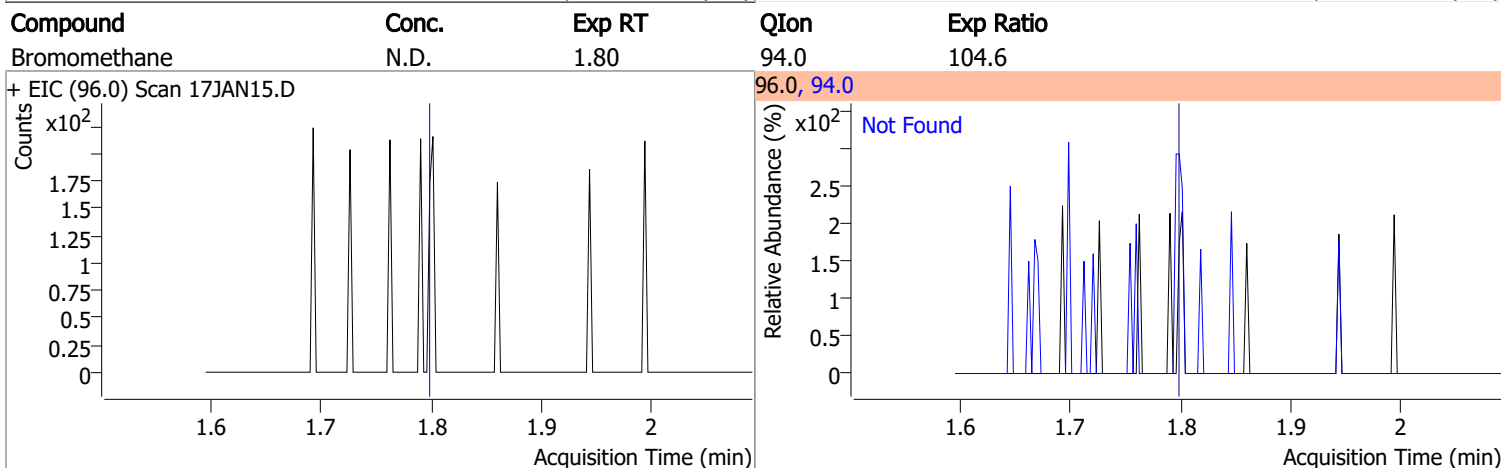 Compound Conc. Exp RT QIon Exp Ratio
Bromomethane N.D. 1.80 94.0 104.6
+ EIC (96.0) Scan 17JAN15.D
Counts
x10²
1.75
1.5
1.25
1
0.75
0.5
0.25
0
1.6 1.7 1.8 1.9 2
Acquisition Time (min)
96.0, 94.0
Relative Abundance (%)
x10²
Not Found
2.5
2
1.5
1
0.5
0
1.6 1.7 1.8 1.9 2
Acquisition Time (min)